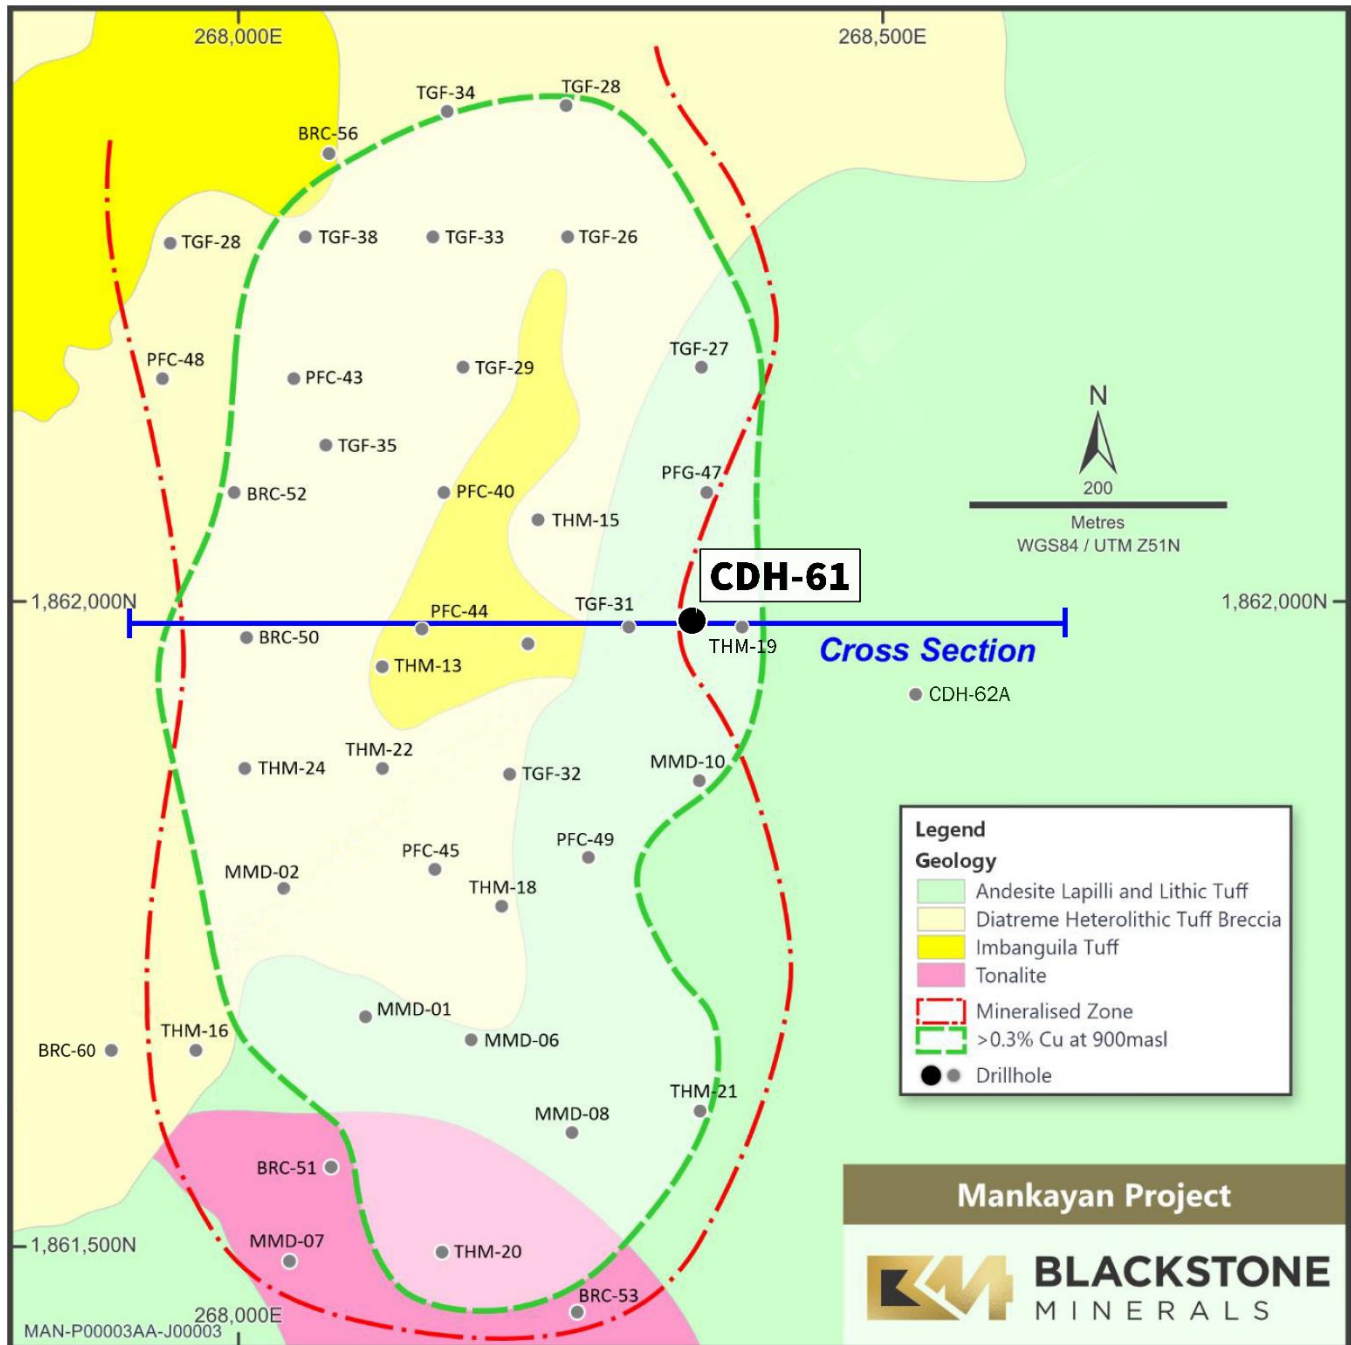 268,000E
268,500E
TGF-34
TGF-28
BRC-56
TGF-28
TGF-38
TGF-33
TGF-26
PFC-48
PFC-43
TGF-29
TGF-27
TGF-35
N
BRC-52
PFC-40
PFG-47
THM-15
200
Metres
WGS84 / UTM Z51N
CDH-61
1,862,000N
PFC-44
TGF-31
1,862,000N
BRC-50
THM-19
Cross Section
THM-13
CDH-62A
THM-24
THM-22
TGF-32
MMD-10
MMD-02
PFC-45
PFC-49
THM-18
Legend
Geology
Andesite Lapilli and Lithic Tuff
Diatreme Heterolithic Tuff Breccia
Imbanguila Tuff
Tonalite
Mineralised Zone
>0.3% Cu at 900masl
Drillhole
MMD-01
THM-16
BRC-60
MMD-06
THM-21
MMD-08
BRC-51
Mankayan Project
1,861,500N
MMD-07
THM-20
BRC-53
268,000E
BLACKSTONE
MINERALS
MAN-P00003AA-J00003